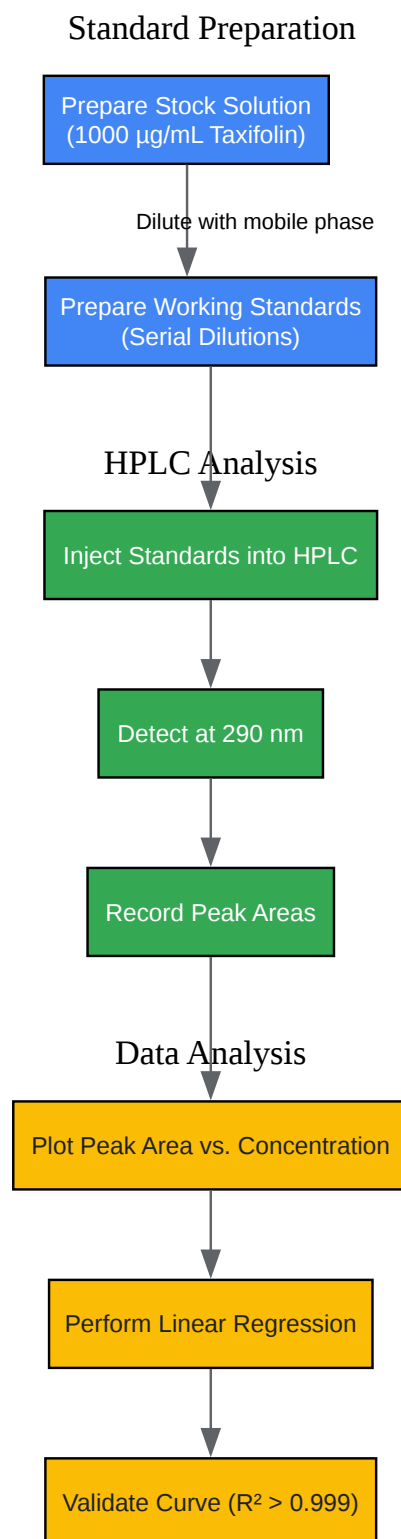 Standard Preparation
Prepare Stock Solution
(1000 µg/mL Taxifolin)
Dilute with mobile phase
Prepare Working Standards
(Serial Dilutions)
HPLC Analysis
Inject Standards into HPLC
Detect at 290 nm
Record Peak Areas
Data Analysis
Plot Peak Area vs. Concentration
Perform Linear Regression
Validate Curve (R² > 0.999)